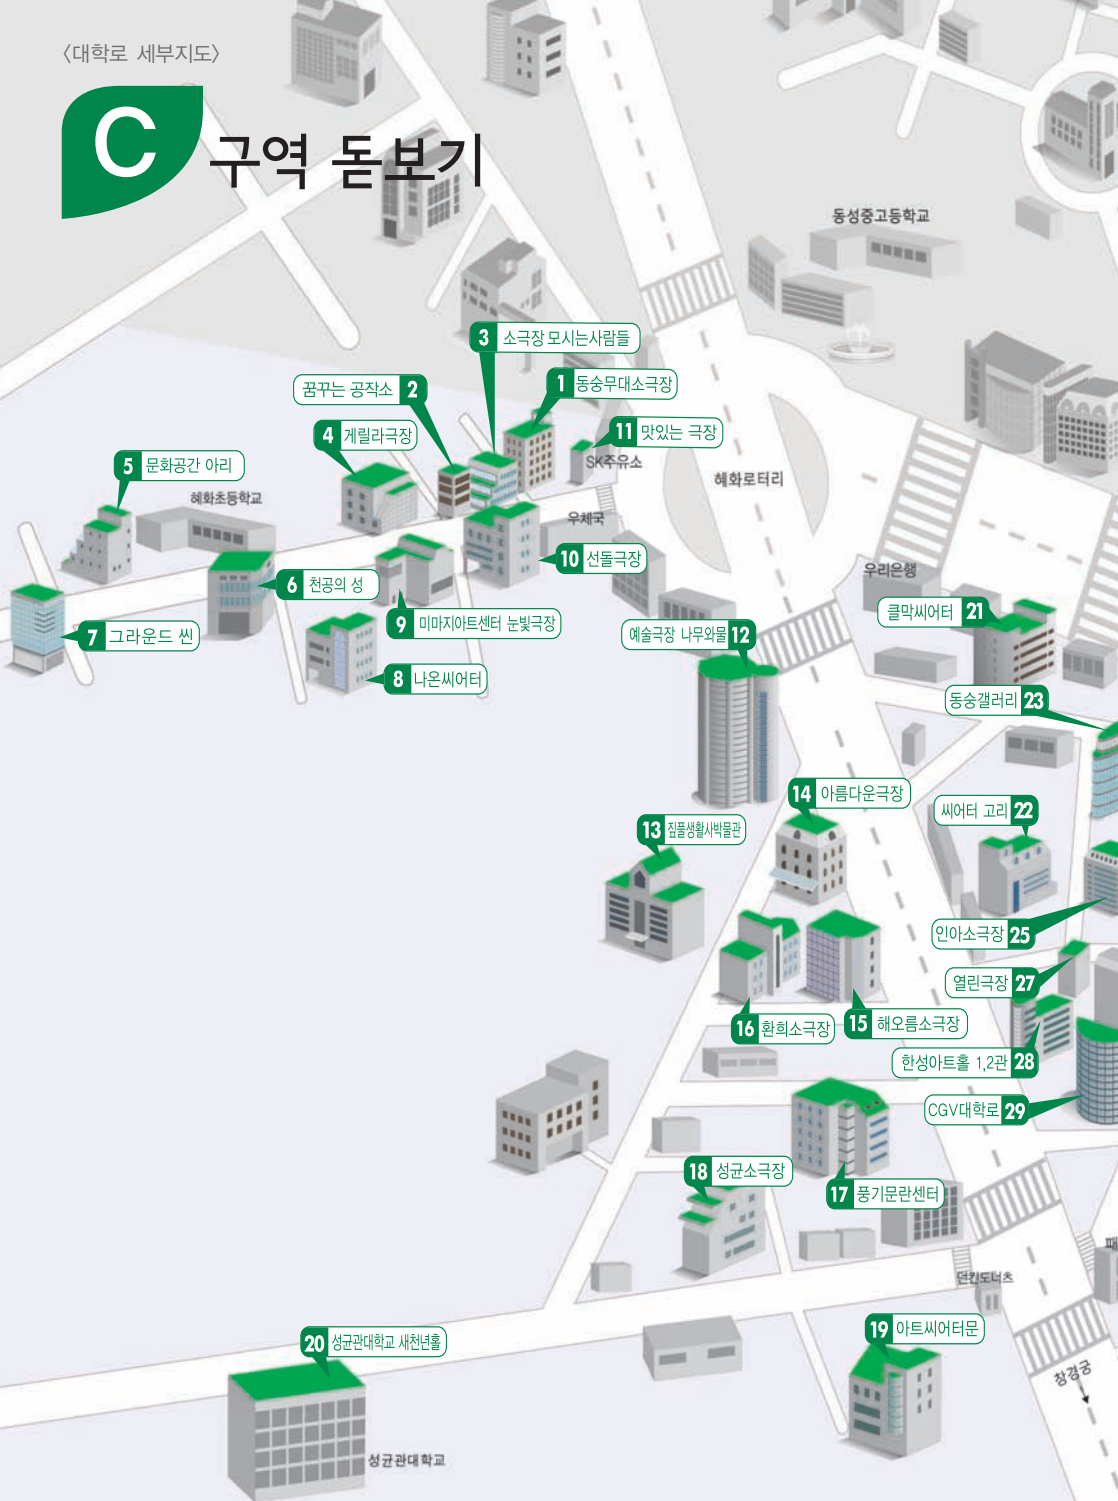 <대학로 세부지도>
C 구역 돋보기
동성중고등학교
3 소극장 모시는사람들
꿈꾸는 공작소 2
1 동숭무대소극장
4 게릴라극장
11 맛있는 극장
5 문화공간 아리
SK주유소
혜화로터리
혜화초등학교
우체국
10 선돌극장
우리은행
6 천공의 성
클막씨어터 21
9 미마지아트센터 눈빛극장
7 그라운드 씬
예술극장 나무와물 12
8 나온씨어터
동숭갤러리 23
14 아름다운극장
씨어터 고리 22
13 짚풀생활사박물관
인아소극장 25
열린극장 27
16 환희소극장
15 해오름소극장
한성아트홀 1,2관 28
CGV대학로 29
18 성균소극장
17 풍기문란센터
던킨도너츠
19 아트씨어터문
20 성균관대학교 새천년홀
창경궁
성균관대학교